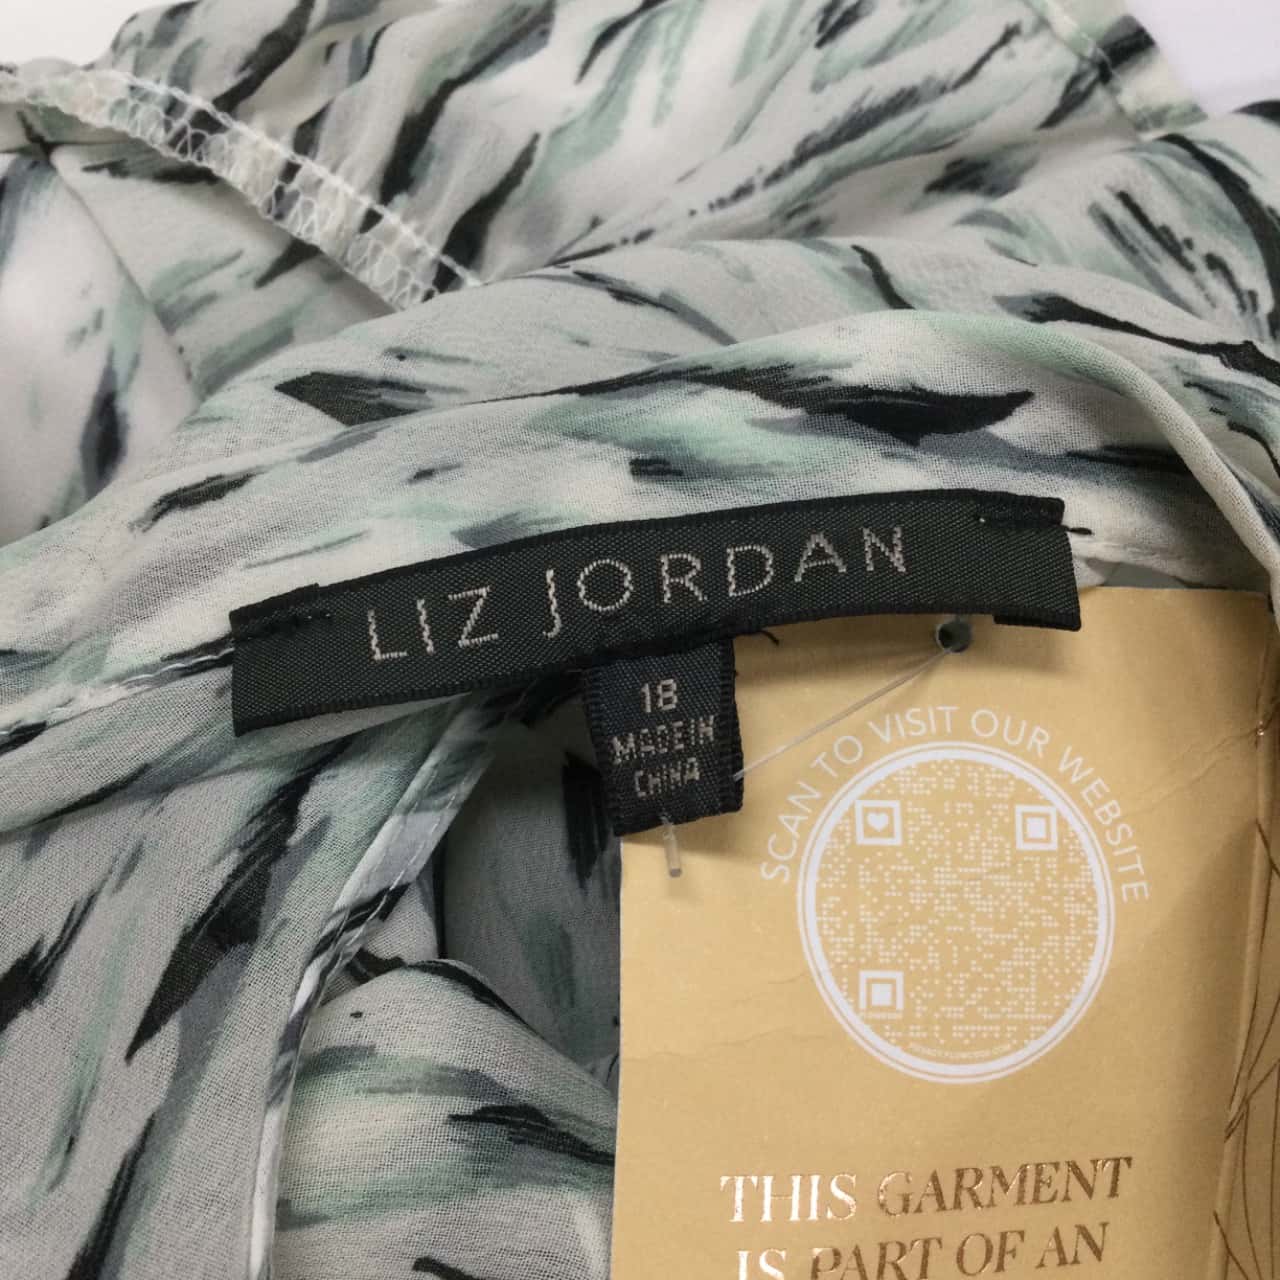 LIZ JORDAN
18
MADE IN
CHINA
SCAN TO VISIT OUR WEBSITE
THIS GARMENT
IS PART OF AN